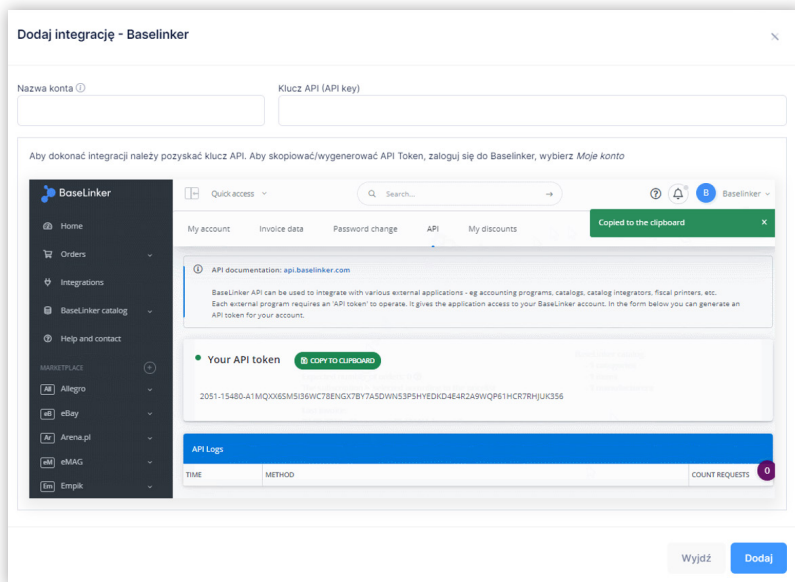 Dodaj integrację - Baselinker
Nazwa konta
Klucz API (API key)
Aby dokonać integracji należy pozyskać klucz API. Aby skopiować/wygenerować API Token, zaloguj się do Baselinker, wybierz Moje konto
BaseLinker
Quick access
Search...
B
Baselinker
Copied to the clipboard
My account
Invoice data
Password change
API
My discounts
Home
Orders
Integrations
BaseLinker catalog
Help and contact
MARKETPLACE
All Allegro
eB eBay
Ar Arena.pl
eM eMAG
Em Empik
API documentation: api.baselinker.com
BaseLinker API can be used to integrate with various external applications - eg accounting programs, catalogs, catalog integrators, fiscal printers, etc.
Each external program requires an 'API token' to operate. It gives the application access to your BaseLinker account. In the form below you can generate an
API token for your account.
Your API token
COPY TO CLIPBOARD
2051-15480-A1MQXX6SM5I36WC78ENGX7BY7A5DWN53P5HYEDKD4E4R2A9WQP61HCR7RHJUK356
API Logs
TIME
METHOD
COUNT REQUESTS
0
Wyjdź
Dodaj